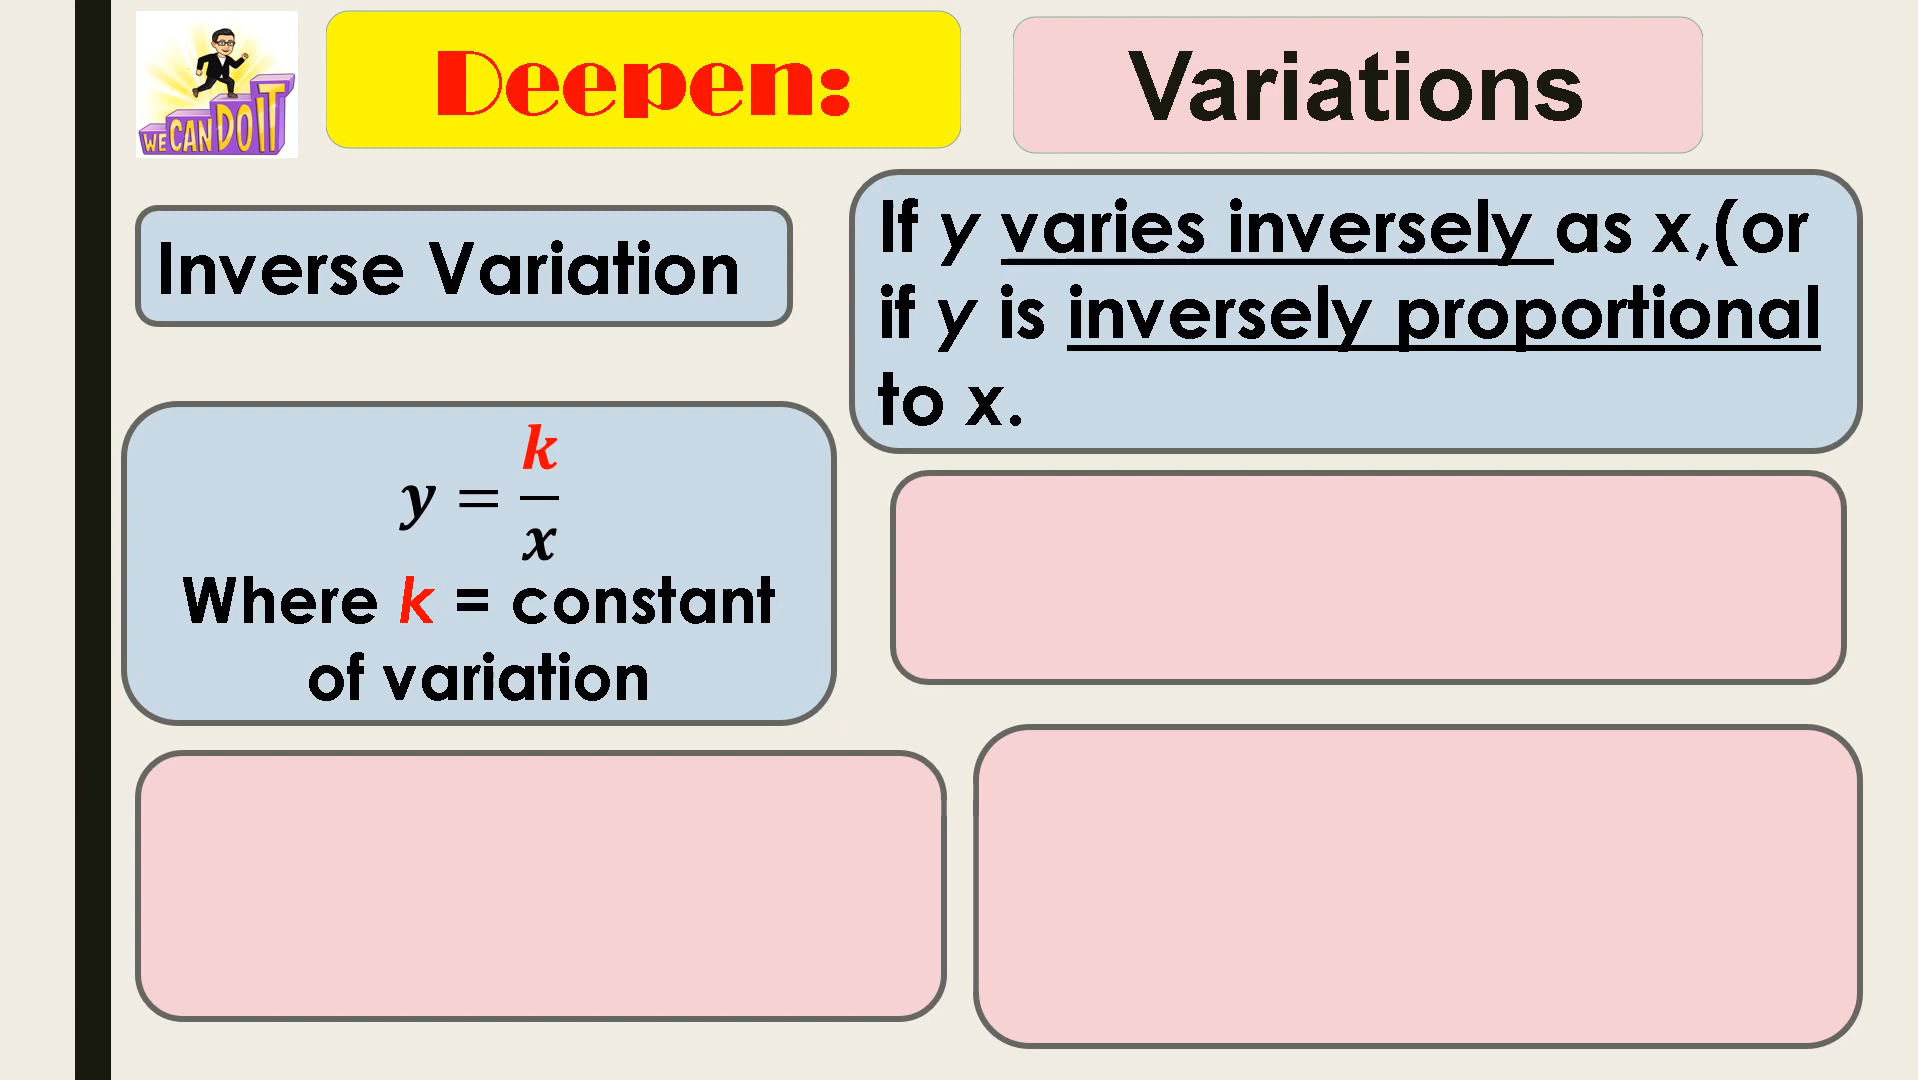 WE CAN DO IT
Deepen:
Variations
Inverse Variation
If y varies inversely as x,(or
if y is inversely proportional
to x.
y = k/x
Where k = constant
of variation